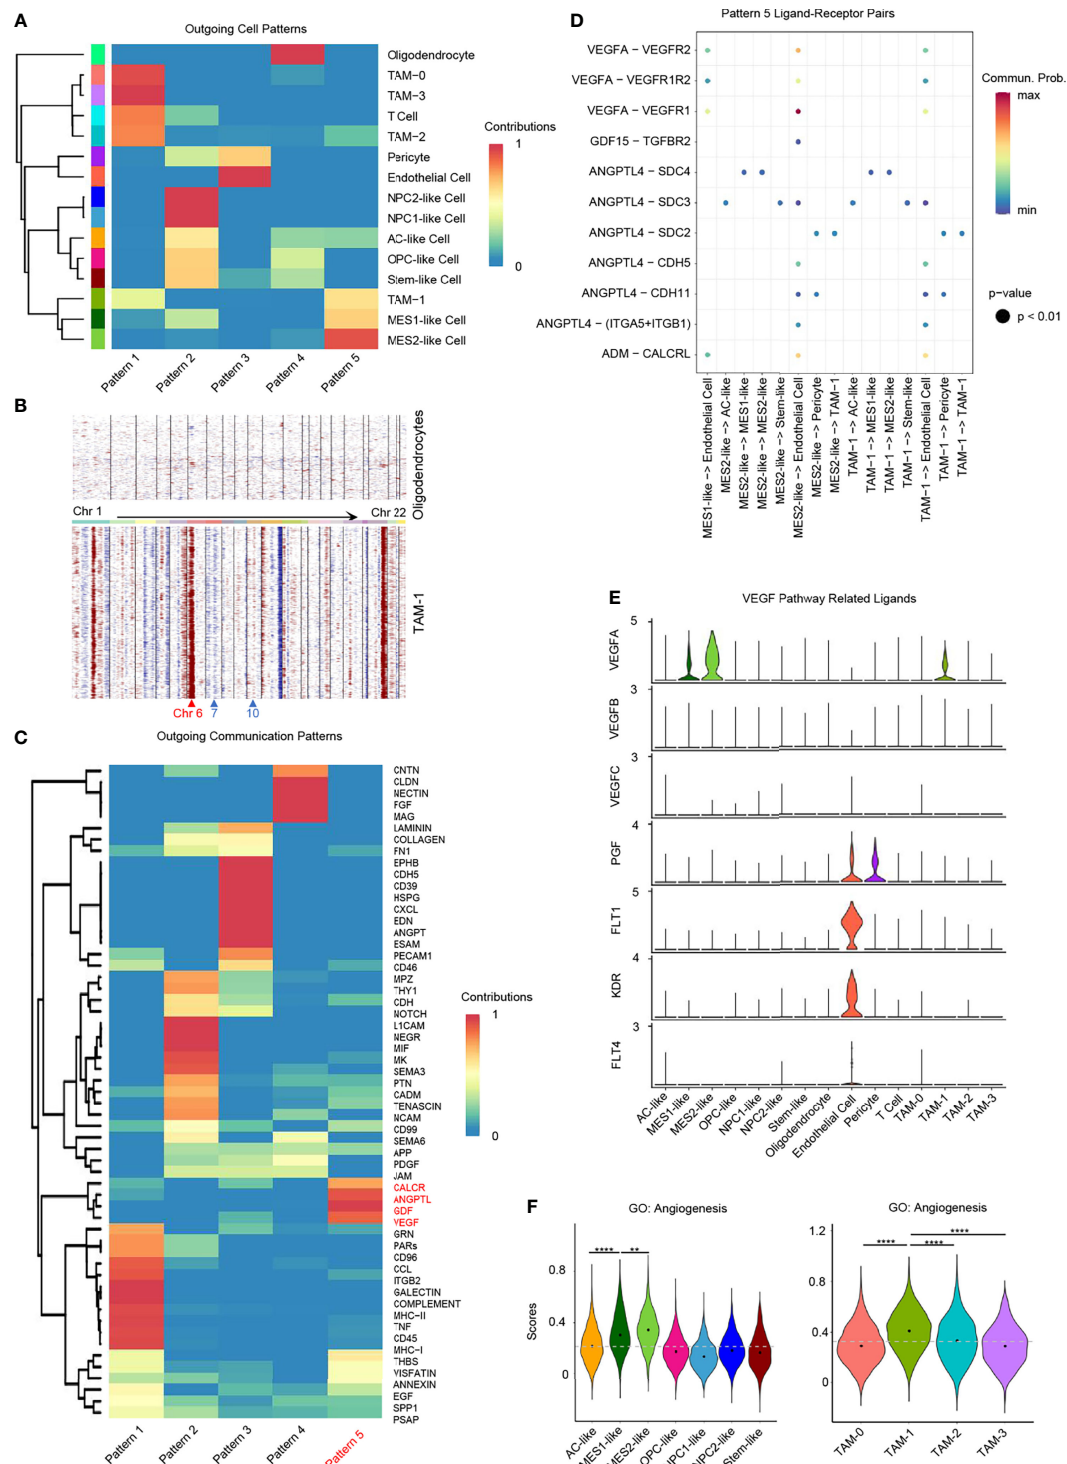 A
Outgoing Cell Patterns
Oligodendrocyte
TAM-0
TAM-3
T Cell
TAM-2
Pericyte
Endothelial Cell
NPC2-like Cell
NPC1-like Cell
AC-like Cell
OPC-like Cell
Stem-like Cell
TAM-1
MES1-like Cell
MES2-like Cell
Pattern 1
Pattern 2
Pattern 3
Pattern 4
Pattern 5
Contributions
1
0
B
Oligodendrocytes
Chr 1
Chr 22
TAM-1
Chr 6
7
10
C
Outgoing Communication Patterns
CNTN
CLDN
NECTIN
FGF
MAG
LAMININ
COLLAGEN
FN1
EPHB
CDH5
CD39
HSPG
CXCL
EDN
ANGPT
ESAM
PECAM1
CD46
MPZ
THY1
CDH
NOTCH
L1CAM
NEGR
MIF
MK
SEMA3
PTN
CADM
TENASCIN
NCAM
CD99
SEMA6
APP
PDGF
JAM
CALCR
ANGPTL
GDF
VEGF
GRN
PARs
CD96
CCL
ITGB2
GALECTIN
COMPLEMENT
MHC-II
TNF
CD45
MHC-I
THBS
VISFATIN
ANNEXIN
EGF
SPP1
PSAP
Pattern 1
Pattern 2
Pattern 3
Pattern 4
Pattern 5
Contributions
1
0
D
Pattern 5 Ligand-Receptor Pairs
VEGFA - VEGFR2
VEGFA - VEGFR1R2
VEGFA - VEGFR1
GDF15 - TGFBR2
ANGPTL4 - SDC4
ANGPTL4 - SDC3
ANGPTL4 - SDC2
ANGPTL4 - CDH5
ANGPTL4 - CDH11
ANGPTL4 - (ITGA5+ITGB1)
ADM - CALCRL
MES1-like -> Endothelial Cell
MES2-like -> AC-like
MES2-like -> MES1-like
MES2-like -> MES2-like
MES2-like -> Stem-like
MES2-like -> Endothelial Cell
MES2-like -> Pericyte
MES2-like -> TAM-1
TAM-1 -> AC-like
TAM-1 -> MES1-like
TAM-1 -> MES2-like
TAM-1 -> Stem-like
TAM-1 -> Endothelial Cell
TAM-1 -> Pericyte
TAM-1 -> TAM-1
Commun. Prob.
max
min
p-value
p < 0.01
E
VEGF Pathway Related Ligands
5
VEGFA
3
VEGFB
3
VEGFC
4
PGF
5
FLT1
4
KDR
3
FLT4
AC-like
MES1-like
MES2-like
OPC-like
NPC1-like
NPC2-like
Stem-like
Oligodendrocyte
Endothelial Cell
Pericyte
T Cell
TAM-0
TAM-1
TAM-2
TAM-3
F
GO: Angiogenesis
Scores
0.8
0.4
0
****
**
AC-like
MES1-like
MES2-like
OPC-like
NPC1-like
NPC2-like
Stem-like
GO: Angiogenesis
1.2
0.8
0.4
0
****
****
****
TAM-0
TAM-1
TAM-2
TAM-3